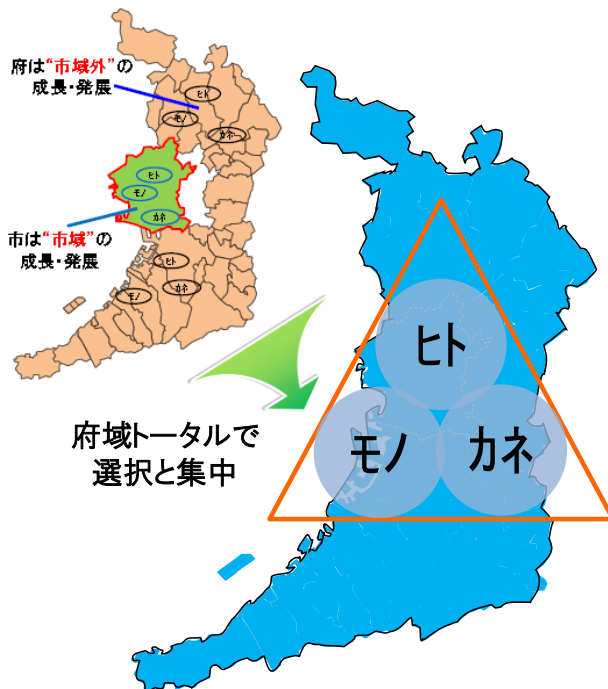 府は“市域外”の
成長・発展
ヒト
モノ
カネ
ヒト
モノ
カネ
市は“市域”の
成長・発展
ヒト
モノ
カネ
府域トータルで
選択と集中
ヒト
モノ
カネ